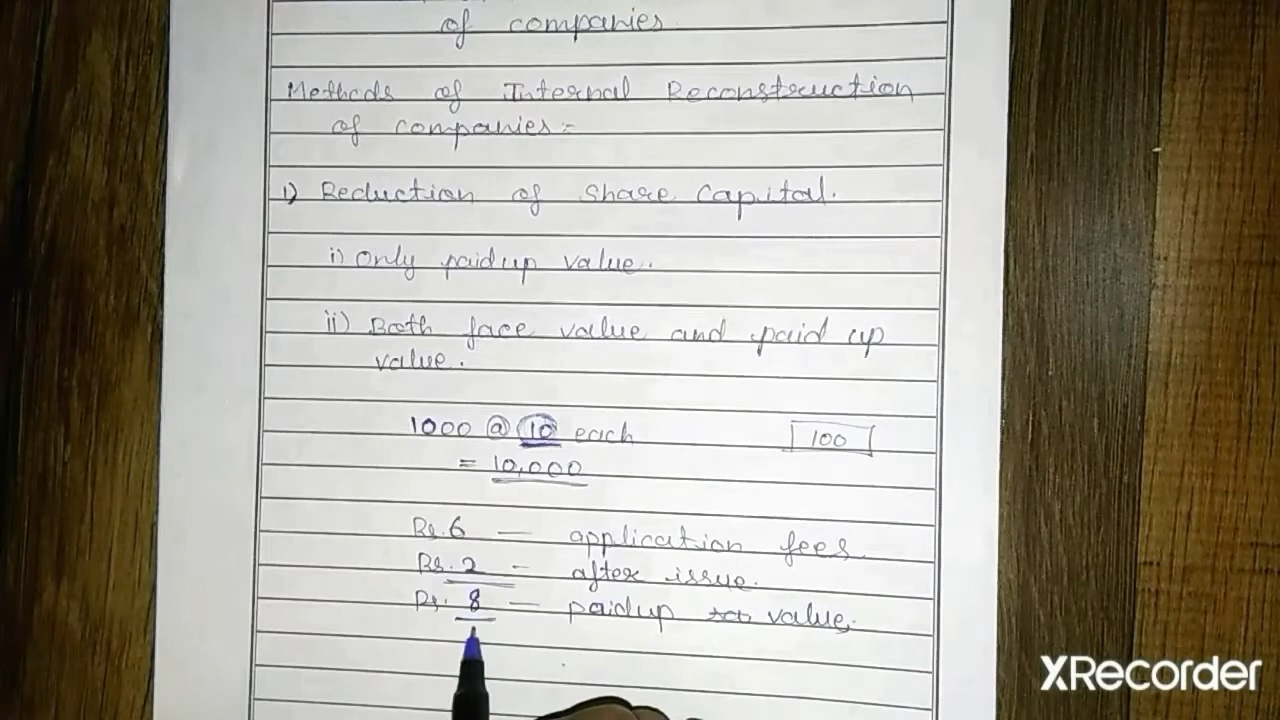 of companies.
Methods of Internal Reconstruction
of companies:-
1) Reduction of Share Capital.
i) Only paidup value.
ii) Both face value and paid up
value.
1000 @ 10 each
100
= 10,000
Rs. 6 — application fees.
Rs. 2 — after issue.
Rs. 8 — paidup value.
XRecorder